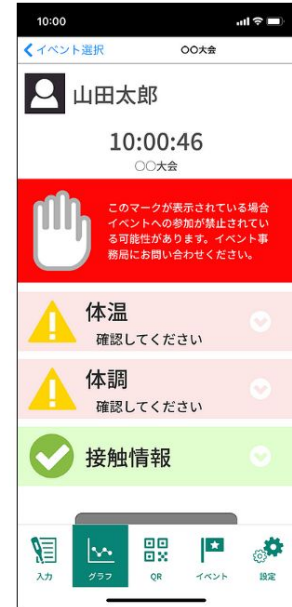 10:00
イベント選択
〇〇大会
山田太郎
10:00:46
〇〇大会
このマークが表示されている場合
イベントへの参加が禁止されてい
る可能性があります。イベント事
務局にお問い合わせください。
体温
確認してください
体調
確認してください
接触情報
入力 グラフ QR イベント 設定